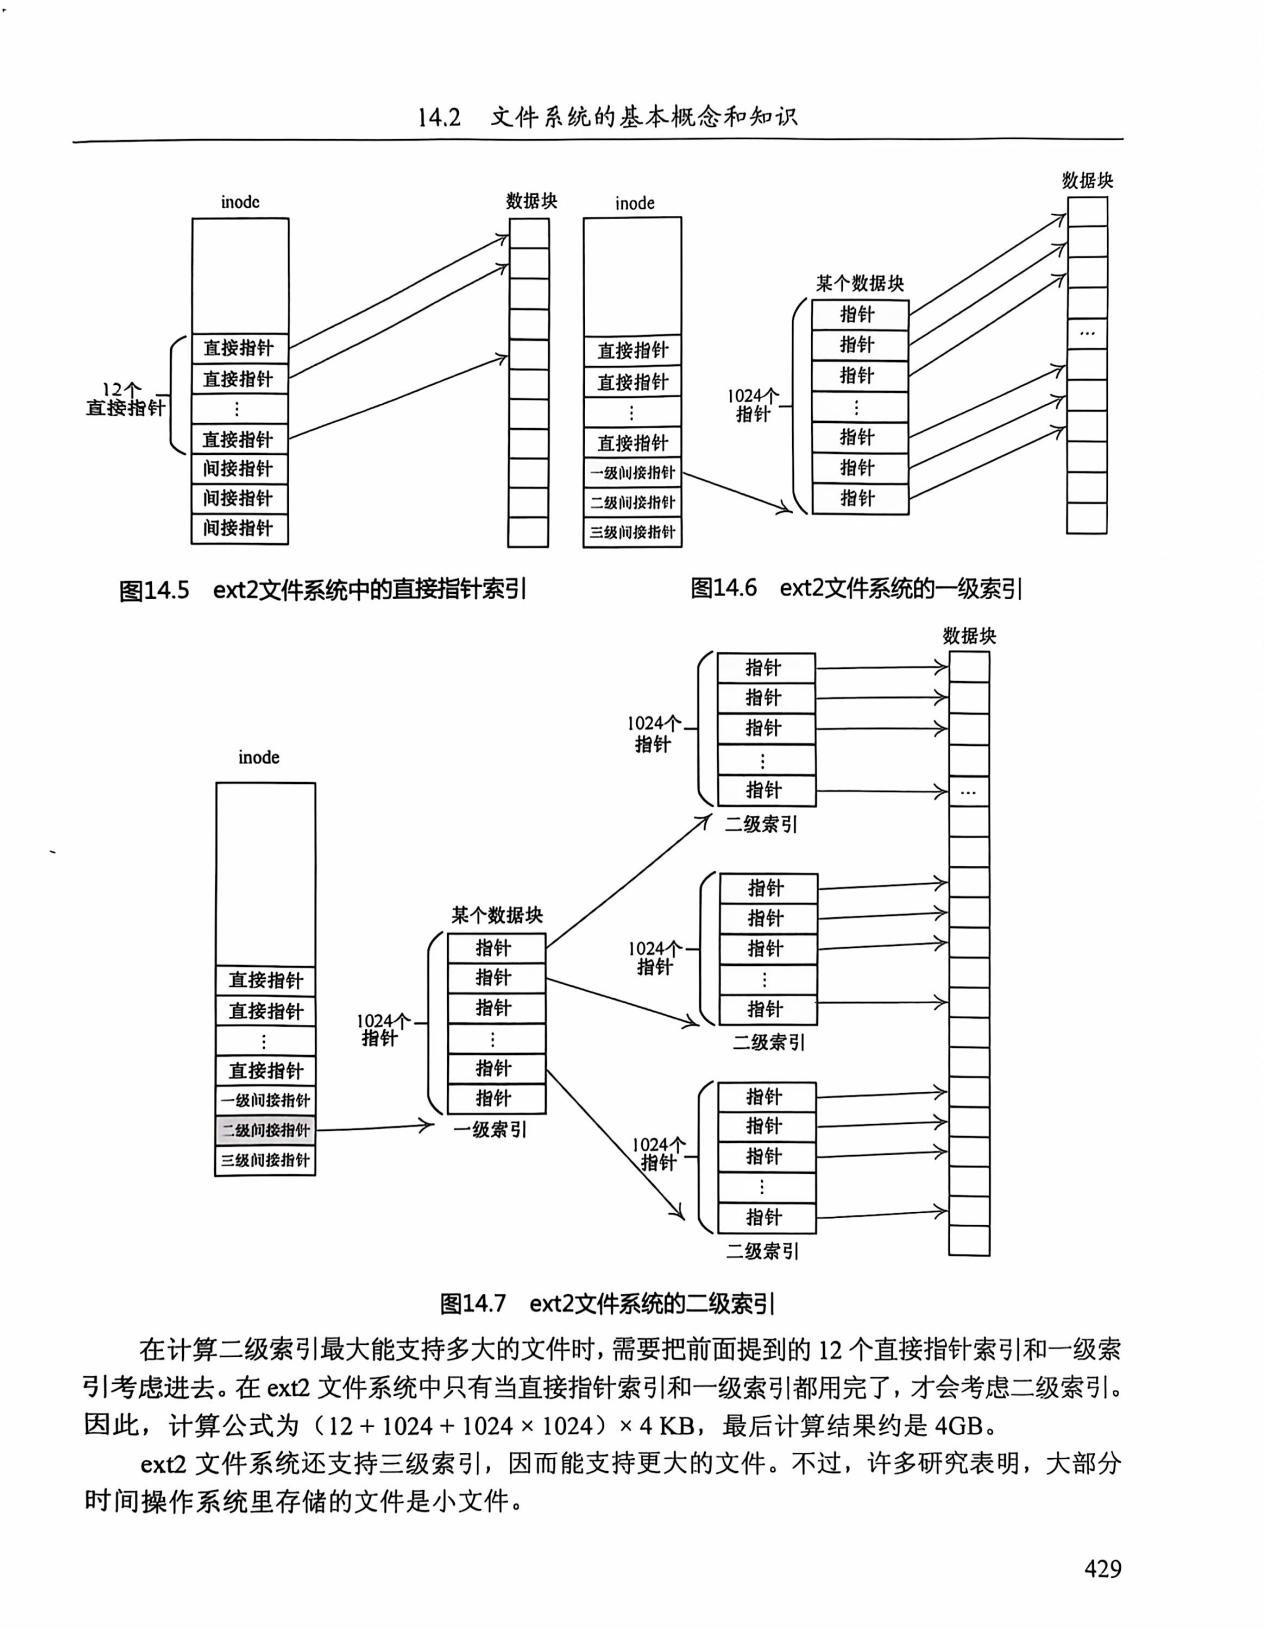 14.2 文件系统的基本概念和知识
inode
数据块
12个
直接指针
直接指针
直接指针
⋮
直接指针
间接指针
间接指针
间接指针
图14.5 ext2文件系统中的直接指针索引
inode
某个数据块
数据块
直接指针
直接指针
⋮
直接指针
一级间接指针
二级间接指针
三级间接指针
1024个
指针
指针
指针
指针
⋮
指针
指针
指针
...
图14.6 ext2文件系统的一级索引
inode
直接指针
直接指针
⋮
直接指针
一级间接指针
二级间接指针
三级间接指针
某个数据块
1024个
指针
指针
指针
指针
⋮
指针
指针
一级索引
1024个
指针
指针
指针
指针
⋮
指针
二级索引
1024个
指针
指针
指针
指针
⋮
指针
二级索引
1024个
指针
指针
指针
指针
⋮
指针
二级索引
数据块
...
图14.7 ext2文件系统的二级索引
在计算二级索引最大能支持多大的文件时，需要把前面提到的 12 个直接指针索引和一级索
引考虑进去。在 ext2 文件系统中只有当直接指针索引和一级索引都用完了，才会考虑二级索引。
因此，计算公式为（12 + 1024 + 1024 × 1024）× 4 KB，最后计算结果约是 4GB。
ext2 文件系统还支持三级索引，因而能支持更大的文件。不过，许多研究表明，大部分
时间操作系统里存储的文件是小文件。
429